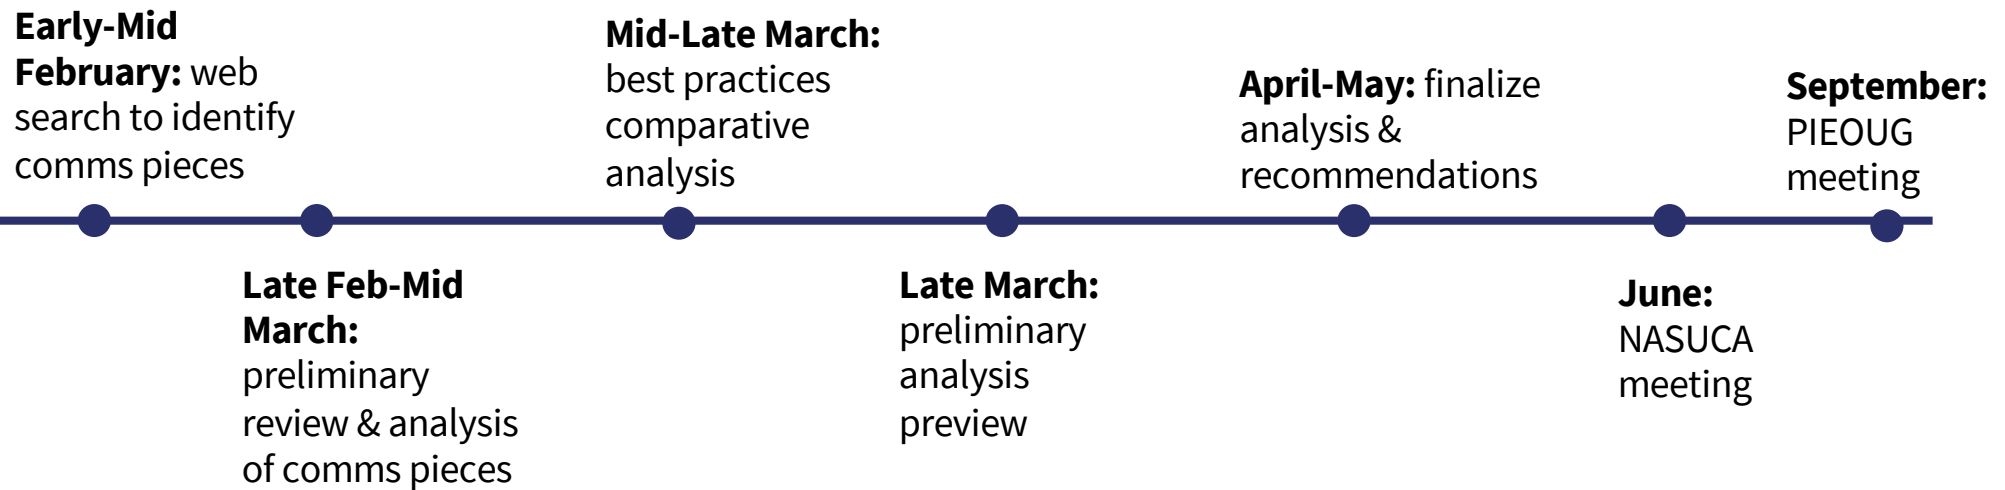 Early-Mid
February: web
search to identify
comms pieces
Late Feb-Mid
March:
preliminary
review & analysis
of comms pieces
Mid-Late March:
best practices
comparative
analysis
Late March:
preliminary
analysis
preview
April-May: finalize
analysis &
recommendations
June:
NASUCA
meeting
September:
PIEOUG
meeting